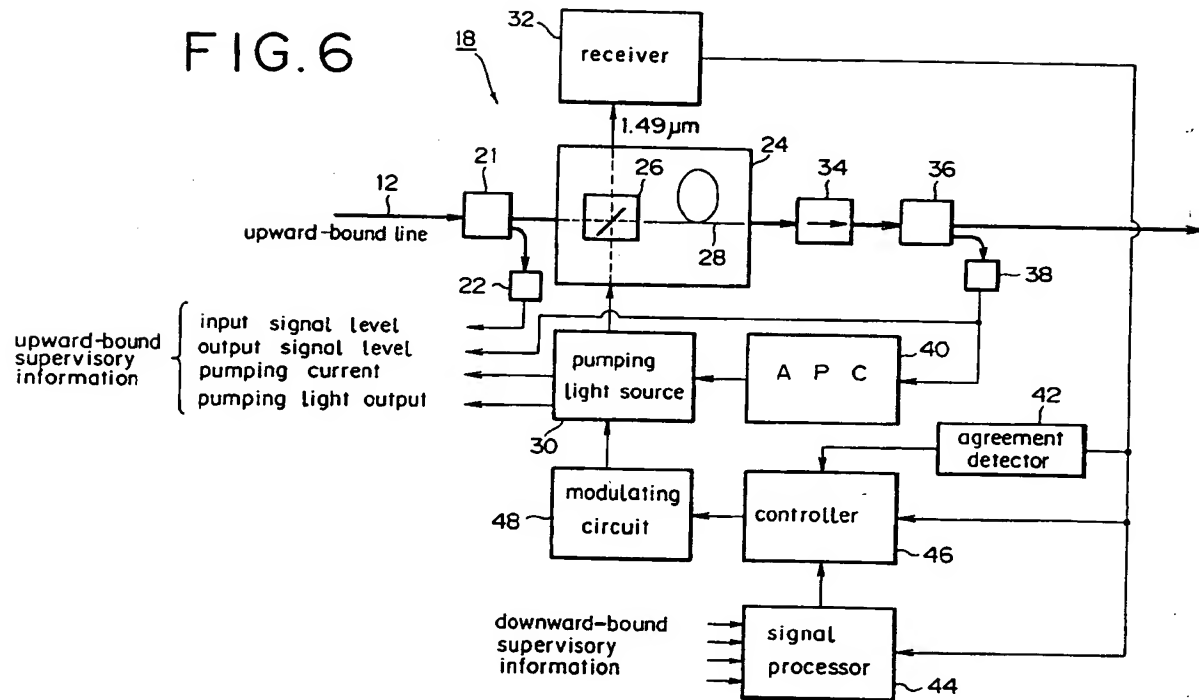 FIG. 6
18
32
receiver
1.49μm
24
21
12
26
34
36
upward-bound line
28
22
38
upward-bound
supervisory
information
input signal level
output signal level
pumping current
pumping light output
pumping
light source
30
40
A P C
42
agreement
detector
48
modulating
circuit
controller
46
downward-bound
supervisory
information
signal
processor
44